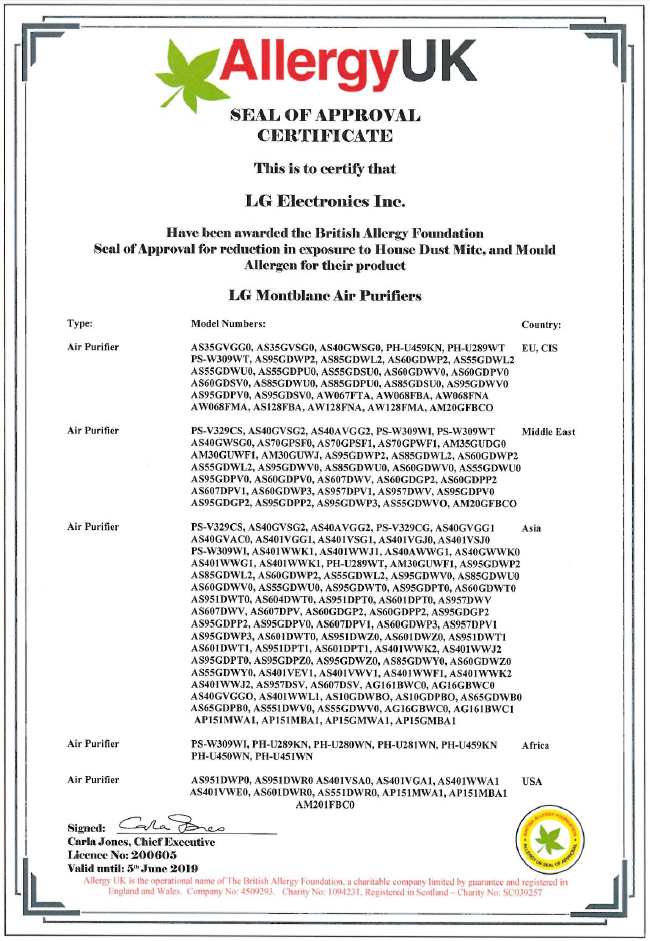 AllergyUK
SEAL OF APPROVAL
CERTIFICATE
This is to certify that
LG Electronics Inc.
Have been awarded the British Allergy Foundation
Seal of Approval for reduction in exposure to House Dust Mite, and Mould
Allergen for their product
LG Montblanc Air Purifiers
Type: Model Numbers: Country:
Air Purifier AS35GVGG0, AS35GVSG0, AS40GWSG0, PH-U459KN, PH-U289WT EU, CIS
PS-W309WT, AS95GDWP2, AS85GDWL2, AS60GDWP2, AS55GDWL2
AS55GDWU0, AS55GDPU0, AS55GDSU0, AS60GDWV0, AS60GDPV0
AS60GDSV0, AS85GDWU0, AS85GDPU0, AS85GDSU0, AS95GDWV0
AS95GDPV0, AS95GDSV0, AW067FTA, AW068FBA, AW068FNA
AW068FMA, AS128FBA, AW128FNA, AW128FMA, AM20GFBCO
Air Purifier PS-V329CS, AS40GVSG2, AS40AVGG2, PS-W309WI, PS-W309WT Middle East
AS40GWSG0, AS70GPSF0, AS70GPSF1, AS70GPWF1, AM35GUDG0
AM30GUWF1, AM30GUWJ, AS95GDWP2, AS85GDWL2, AS60GDWP2
AS55GDWL2, AS95GDWV0, AS85GDWU0, AS60GDWV0, AS55GDWU0
AS95GDPV0, AS60GDPV0, AS607DWV, AS60GDGP2, AS60GDPP2
AS607DPV1, AS60GDWP3, AS957DPV1, AS957DWV, AS95GDPV0
AS95GDGP2, AS95GDPP2, AS95GDWP3, AS55GDWVO, AM20GFBCO
Air Purifier PS-V329CS, AS40GVSG2, AS40AVGG2, PS-V329CG, AS40GVGG1 Asia
AS40GVAC0, AS401VGG1, AS401VSG1, AS401VGJ0, AS401VSJ0
PS-W309WI, AS401WWK1, AS401WWJ1, AS40AWWG1, AS40GWWK0
AS401WWG1, AS401WWK1, PH-U289WT, AM30GUWF1, AS95GDWP2
AS85GDWL2, AS60GDWP2, AS55GDWL2, AS95GDWV0, AS85GDWU0
AS60GDWV0, AS55GDWU0, AS95GDWT0, AS95GDPT0, AS60GDWT0
AS951DWT0, AS604DWT0, AS951DPT0, AS601DPT0, AS957DWV
AS607DWV, AS607DPV, AS60GDGP2, AS60GDPP2, AS95GDGP2
AS95GDPP2, AS95GDPV0, AS607DPV1, AS60GDWP3, AS957DPV1
AS95GDWP3, AS601DWT0, AS951DWZ0, AS601DWZ0, AS951DWT1
AS601DWT1, AS951DPT1, AS601DPT1, AS401WWK2, AS401WWJ2
AS95GDPT0, AS95GDPZ0, AS95GDWZ0, AS85GDWY0, AS60GDWZ0
AS55GDWY0, AS401VEV1, AS401VWV1, AS401WWF1, AS401WWK2
AS401WWJ2, AS957DSV, AS607DSV, AG161BWC0, AG16GBWC0
AS40GVGGO, AS401WWL1, AS10GDWBO, AS10GDPBO, AS65GDWB0
AS65GDPB0, AS551DWV0, AS55GDWV0, AG16GBWC0, AG161BWC1
AP151MWA1, AP151MBA1, AP15GMWA1, AP15GMBA1
Air Purifier PS-W309WI, PH-U289KN, PH-U280WN, PH-U281WN, PH-U459KN Africa
PH-U450WN, PH-U451WN
Air Purifier AS951DWP0, AS951DWR0 AS401VSA0, AS401VGA1, AS401WWA1 USA
AS401VWE0, AS601DWR0, AS551DWR0, AP151MWA1, AP151MBA1
AM201FBC0
Signed: Carla Jones
Carla Jones, Chief Executive
Licence No: 200605
Valid until: 5th June 2019
BRITISH ALLERGY FOUNDATION
ALLERGY UK SEAL OF APPROVAL
Allergy UK is the operational name of The British Allergy Foundation, a charitable company limited by guarantee and registered in
England and Wales. Company No: 4509293. Charity No: 1094231, Registered in Scotland – Charity No: SC039257